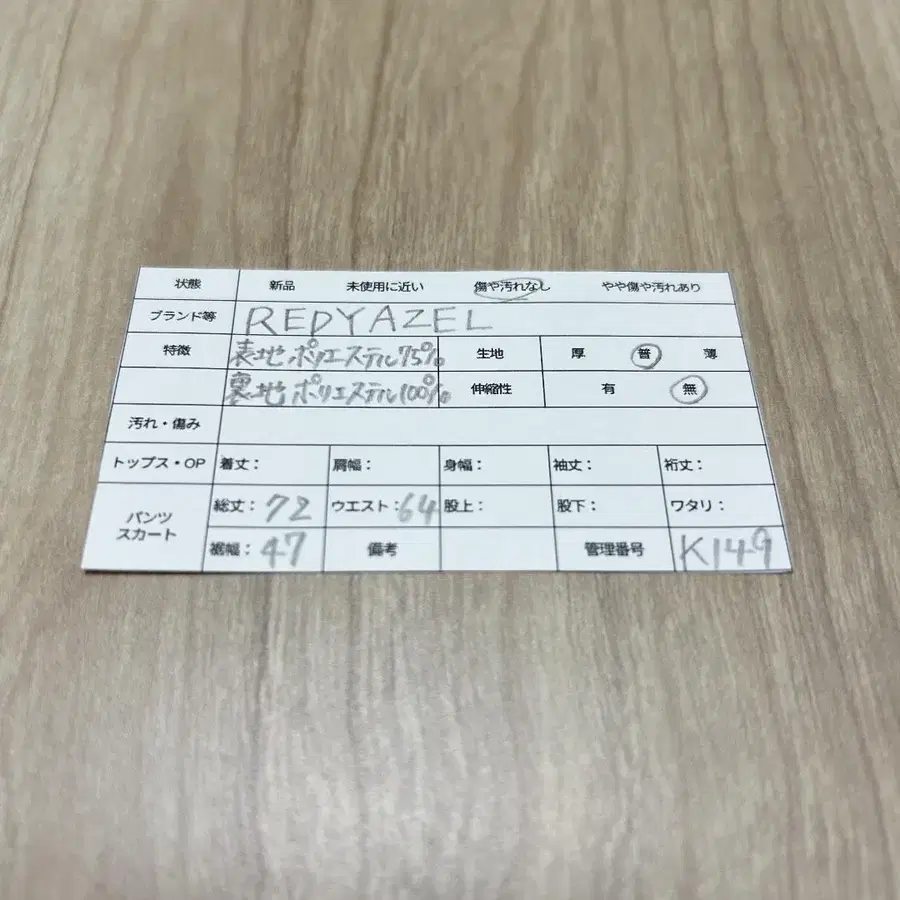 状態 新品 未使用に近い 傷や汚れなし やや傷や汚れあり
ブランド等 REDYAZEL
特徴 表地ポリエステル75% 生地 厚 普 薄
裏地ポリエステル100% 伸縮性 有 無
汚れ・傷み
トップス・OP 着丈: 肩幅: 身幅: 袖丈: 裄丈:
パンツ スカート 総丈:72 ウエスト:64 股上: 股下: ワタリ:
裾幅:47 備考 管理番号 K149